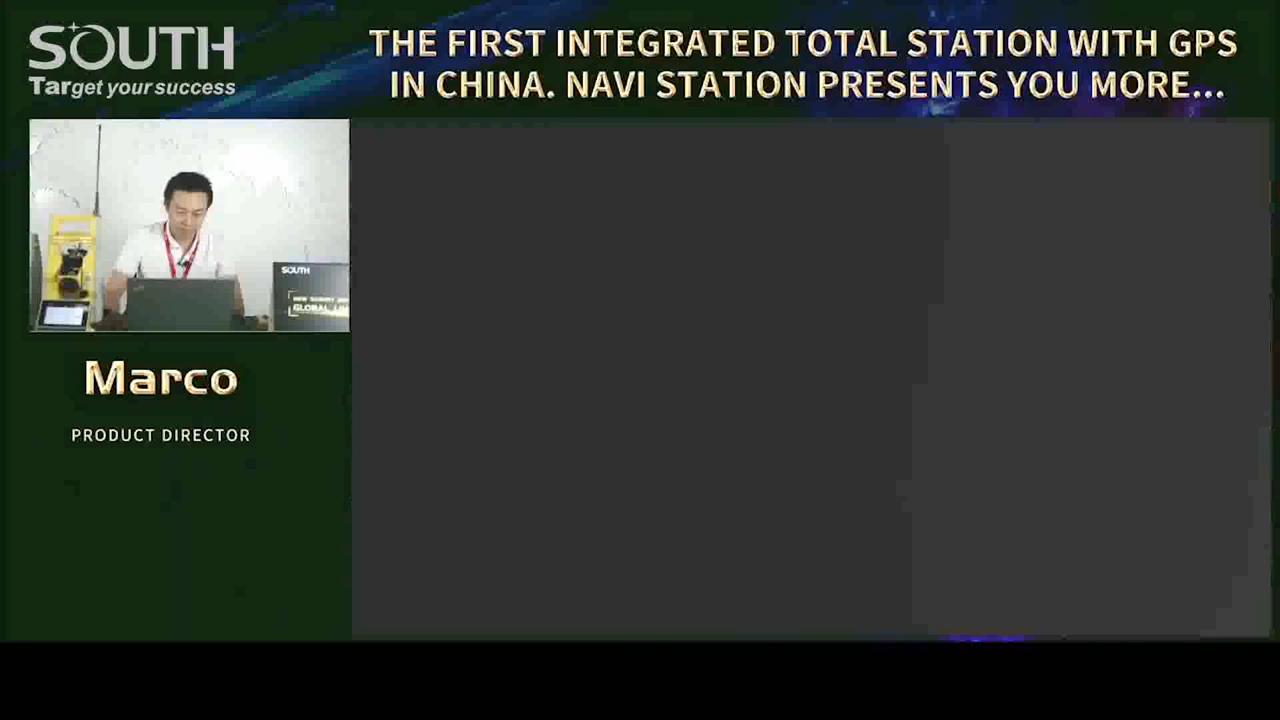 SOUTH
Target your success
THE FIRST INTEGRATED TOTAL STATION WITH GPS
IN CHINA. NAVI STATION PRESENTS YOU MORE...
SOUTH
Marco
PRODUCT DIRECTOR